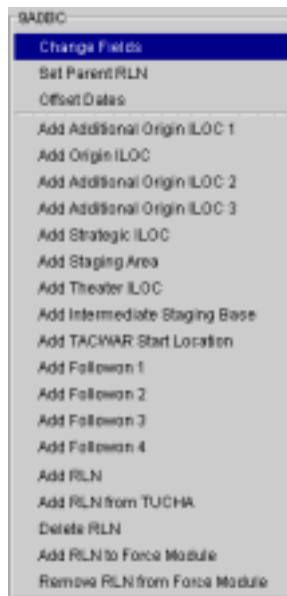 9ADBC
Change Fields
Set Parent RLN
Offset Dates
Add Additional Origin ILOC 1
Add Origin ILOC
Add Additional Origin ILOC 2
Add Additional Origin ILOC 3
Add Strategic ILOC
Add Staging Area
Add Theater ILOC
Add Intermediate Staging Base
Add TACWAR Start Location
Add Followon 1
Add Followon 2
Add Followon 3
Add Followon 4
Add RLN
Add RLN from TUCHA
Delete RLN
Add RLN to Force Module
Remove RLN from Force Module